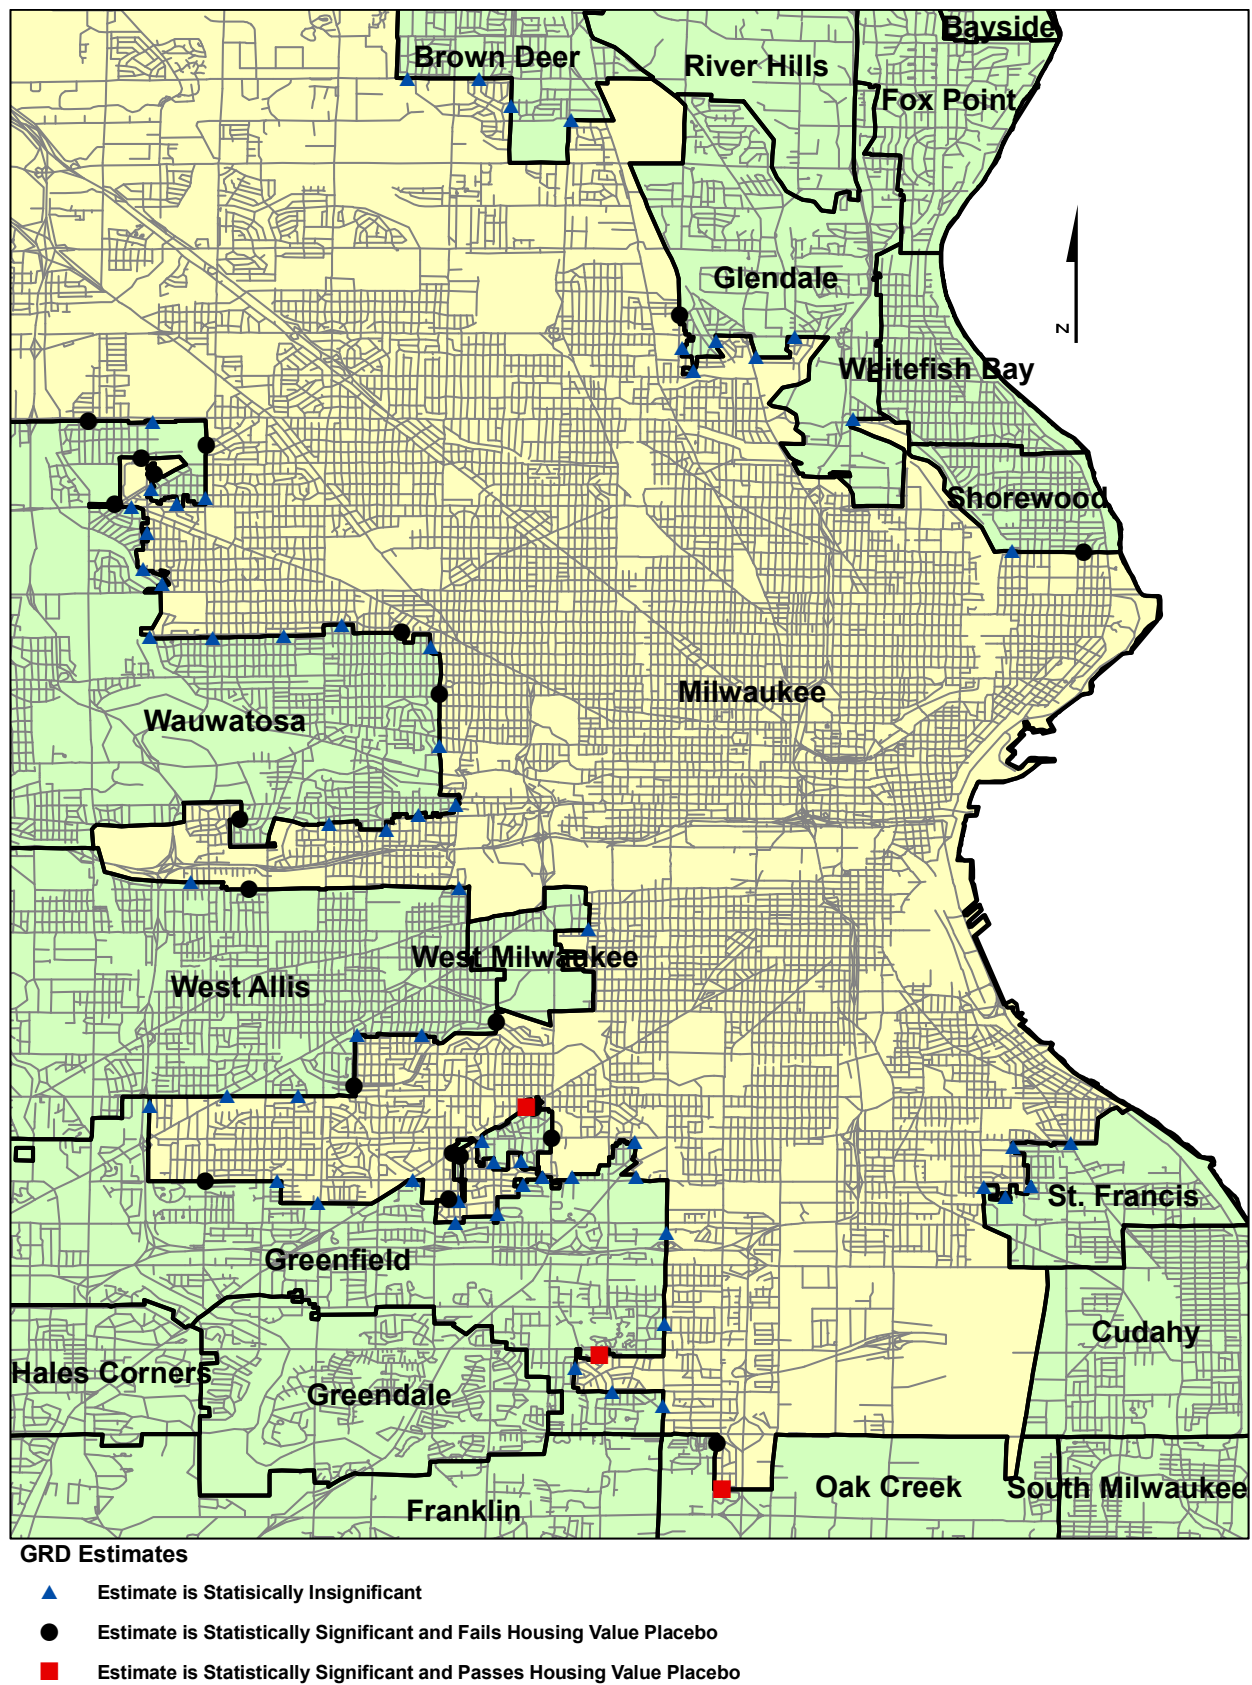 Bayside
Brown Deer
River Hills
Fox Point
Glendale
N
Whitefish Bay
Shorewood
Milwaukee
Wauwatosa
West Milwaukee
West Allis
St. Francis
Greenfield
Cudahy
Hales Corners
Greendale
Oak Creek
South Milwaukee
Franklin
GRD Estimates
Estimate is Statisically Insignificant
Estimate is Statistically Significant and Fails Housing Value Placebo
Estimate is Statistically Significant and Passes Housing Value Placebo